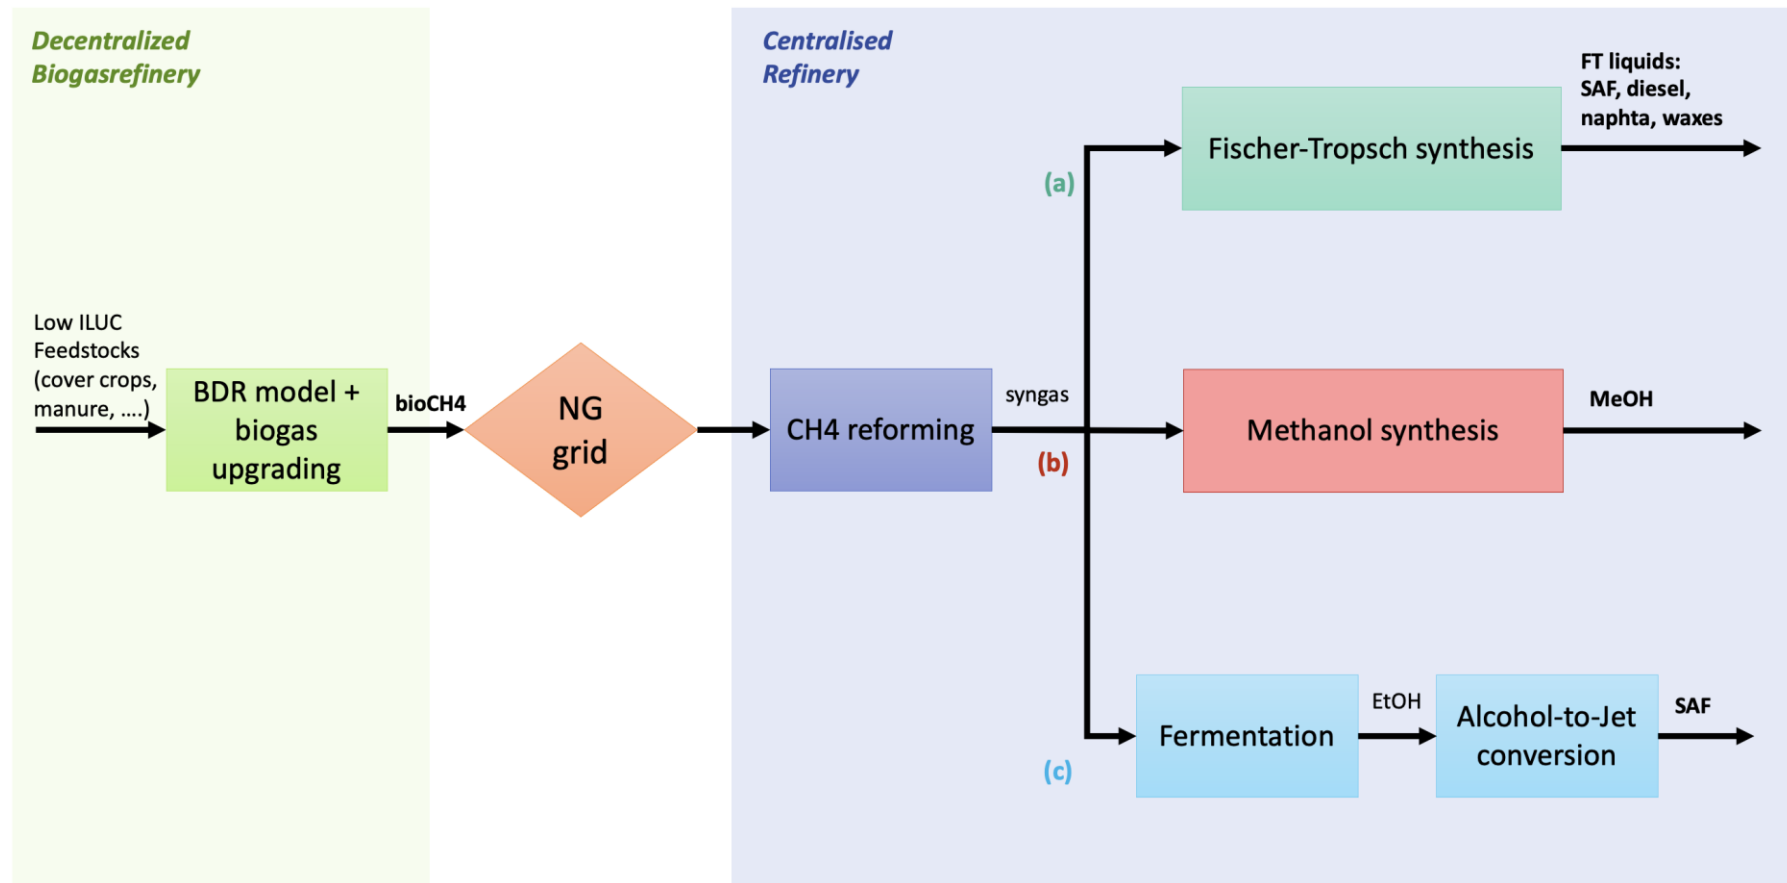 Decentralized
Biogasrefinery
Centralised
Refinery
FT liquids:
SAF, diesel,
naphta, waxes
Fischer-Tropsch synthesis
(a)
Low ILUC
Feedstocks
(cover crops,
manure, ....)
BDR model +
biogas
upgrading
bioCH4
NG
grid
CH4 reforming
syngas
(b)
Methanol synthesis
MeOH
(c)
Fermentation
EtOH
Alcohol-to-Jet
conversion
SAF